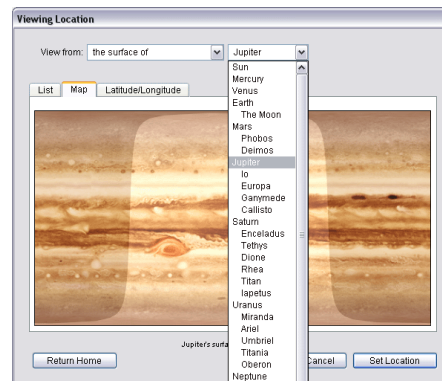 Viewing Location
View from: the surface of Jupiter
List Map Latitude/Longitude
Sun
Mercury
Venus
Earth
The Moon
Mars
Phobos
Deimos
Jupiter
Io
Europa
Ganymede
Callisto
Saturn
Enceladus
Tethys
Dione
Rhea
Titan
Iapetus
Uranus
Miranda
Ariel
Umbriel
Titania
Oberon
Neptune
Jupiter's surfa
Return Home Cancel Set Location